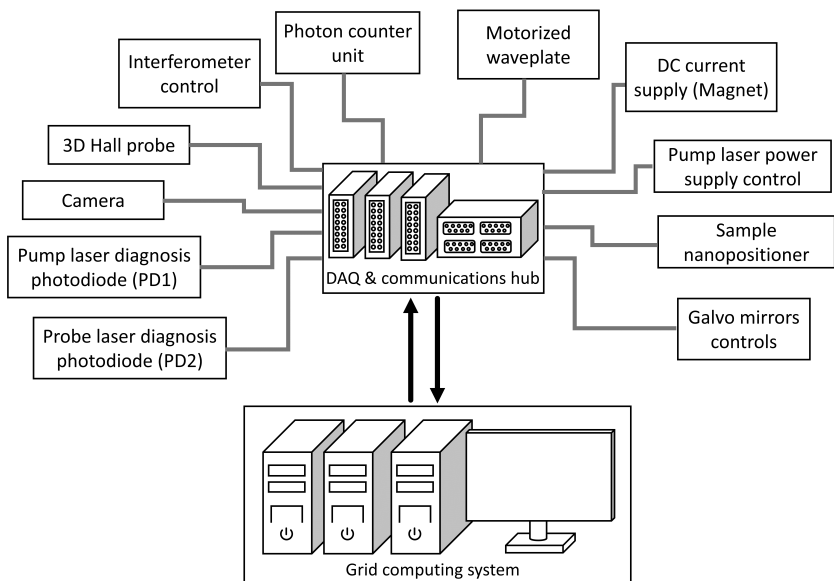 Photon counter
unit
Motorized
waveplate
Interferometer
control
DC current
supply (Magnet)
3D Hall probe
Pump laser power
supply control
Camera
Sample
nanopositioner
Pump laser diagnosis
photodiode (PD1)
DAQ & communications hub
Probe laser diagnosis
photodiode (PD2)
Galvo mirrors
controls
Grid computing system